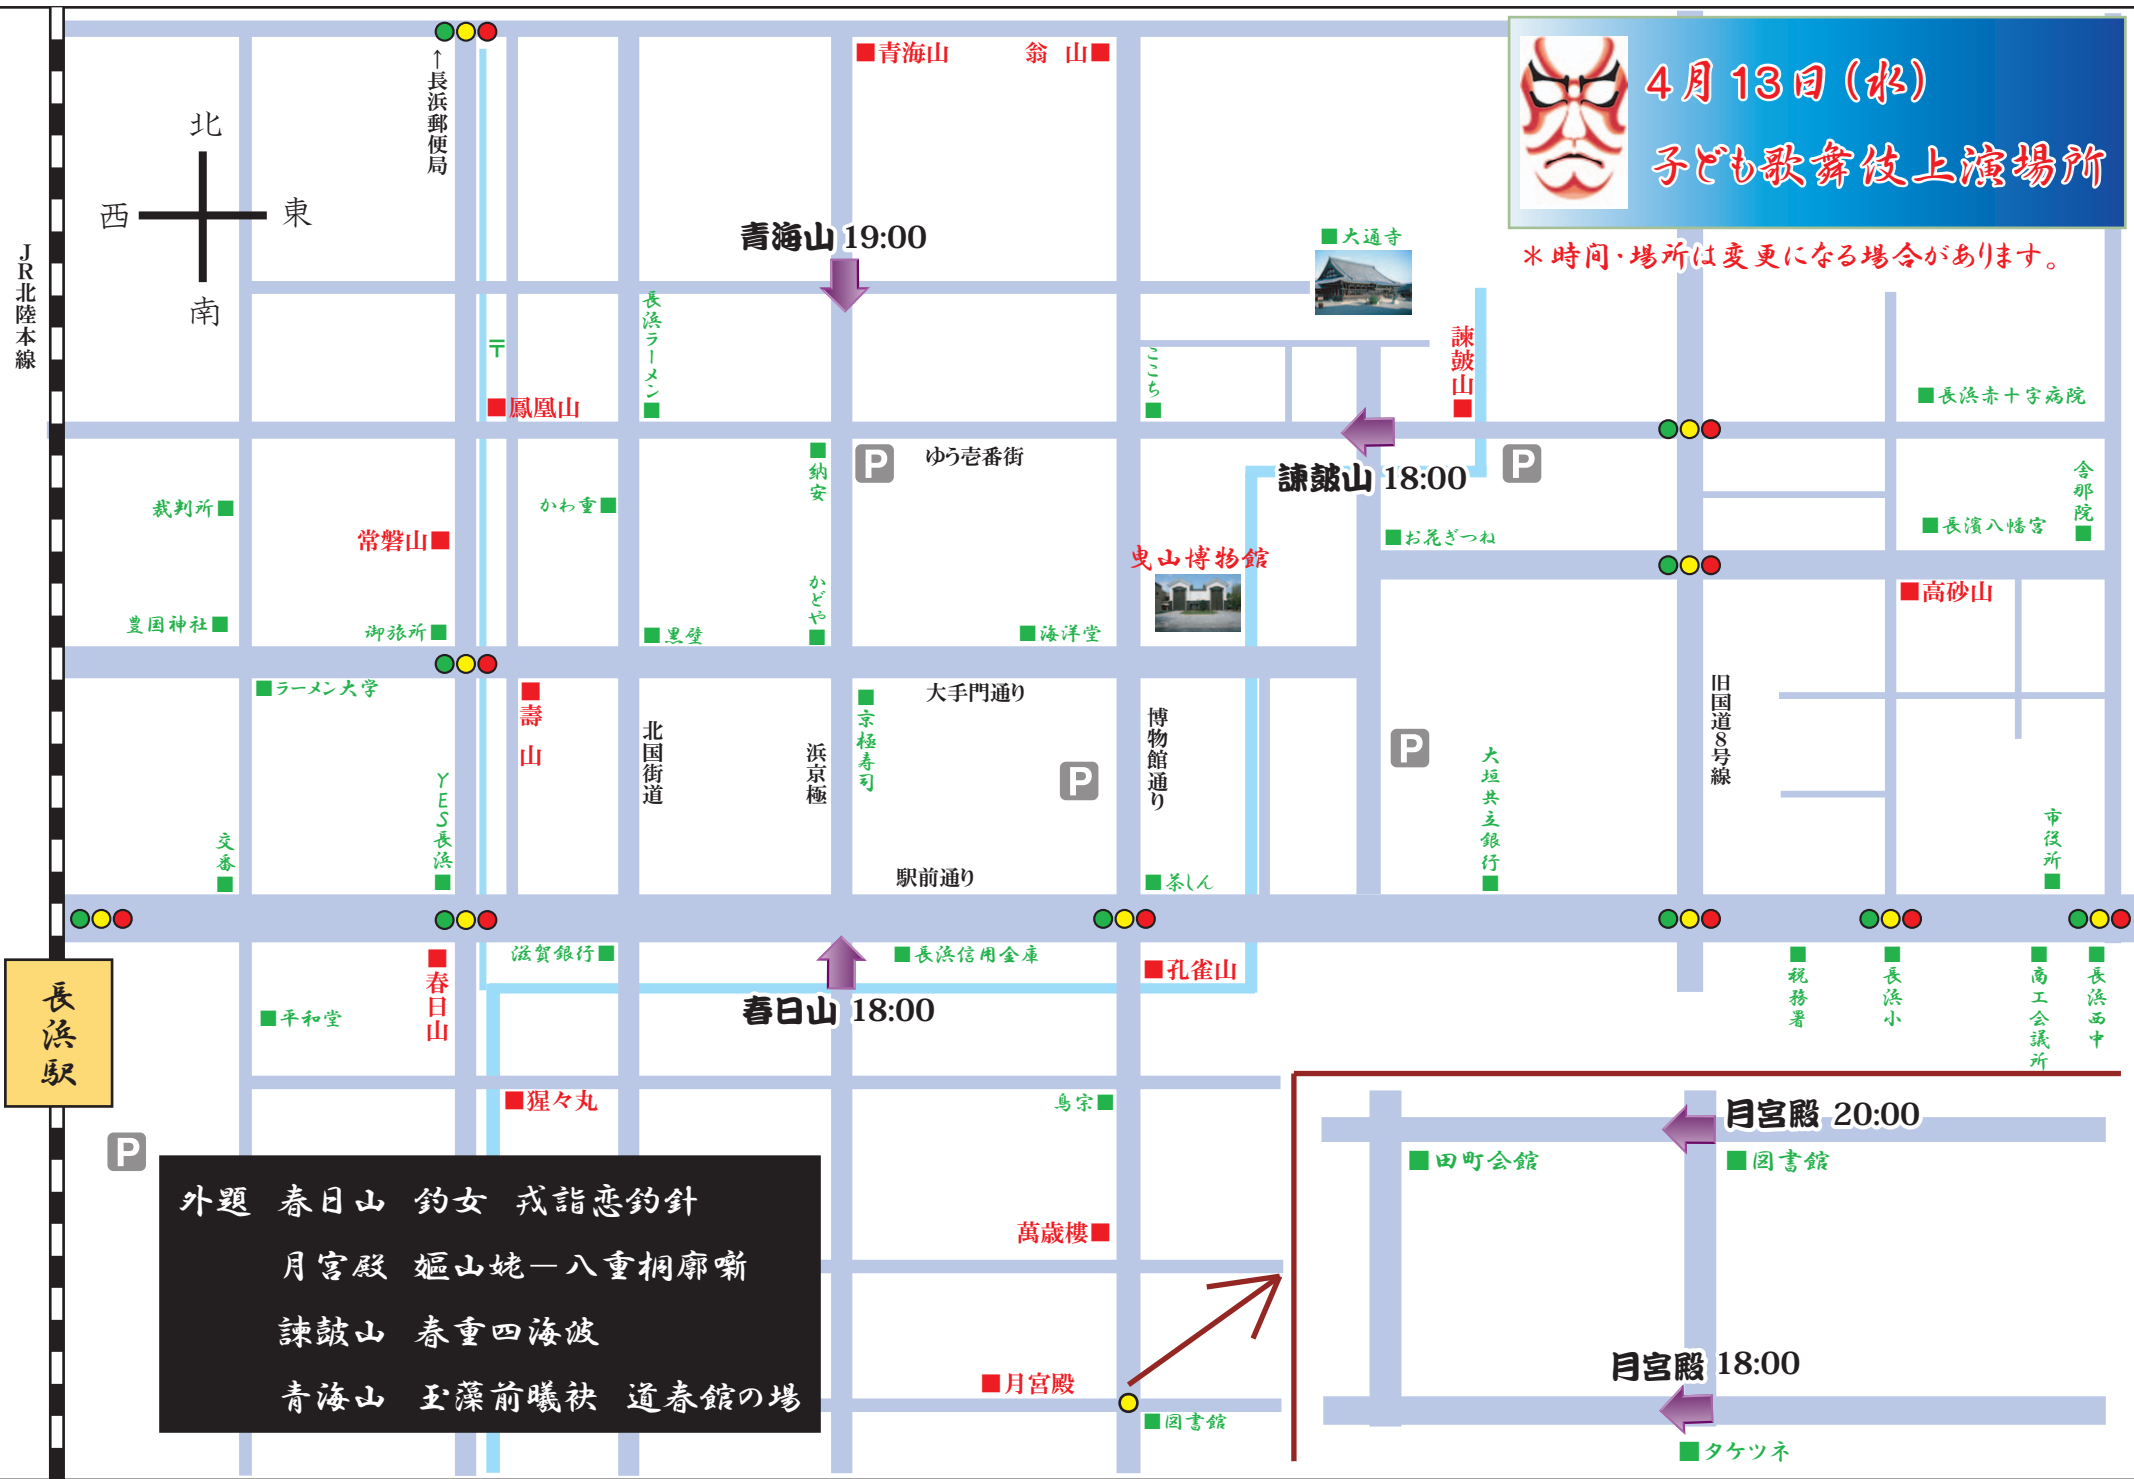 4月13日(水)
子ども歌舞伎上演場所
＊時間・場所は変更になる場合があります。
北
西
東
南
JR北陸本線
←長浜郵便局
■青海山
翁 山■
青海山 19:00
■大通寺
長浜ラーメン■
〒
■鳳凰山
ここち■
諫鼓山■
■長浜赤十字病院
■納安
P
ゆう壱番街
諫鼓山 18:00
P
舎那院■
裁判所■
かわ重■
常磐山■
■お花ぎつね
■長濱八幡宮
曳山博物館
かどや■
■高砂山
豊国神社■
御旅所■
■黒壁
■海洋堂
■ラーメン大学
■壽 山
大手門通り
■京極寿司
北国街道
浜京極
博物館通り
旧国道8号線
P
P
大垣共立銀行■
YES長浜■
交番■
市役所■
駅前通り
■茶しん
■春日山
滋賀銀行■
■長浜信用金庫
■孔雀山
■税務署
■長浜小
■商工会議所
■長浜西中
長浜駅
■平和堂
春日山 18:00
■猩々丸
鳥宗■
P
月宮殿 20:00
■田町会館
■図書館
外題 春日山 釣女 戎詣恋釣針
月宮殿 嫗山姥－八重桐廓噺
諫鼓山 春重四海波
青海山 玉藻前曦袂 道春館の場
萬歳樓■
■月宮殿
■図書館
月宮殿 18:00
■タケツネ